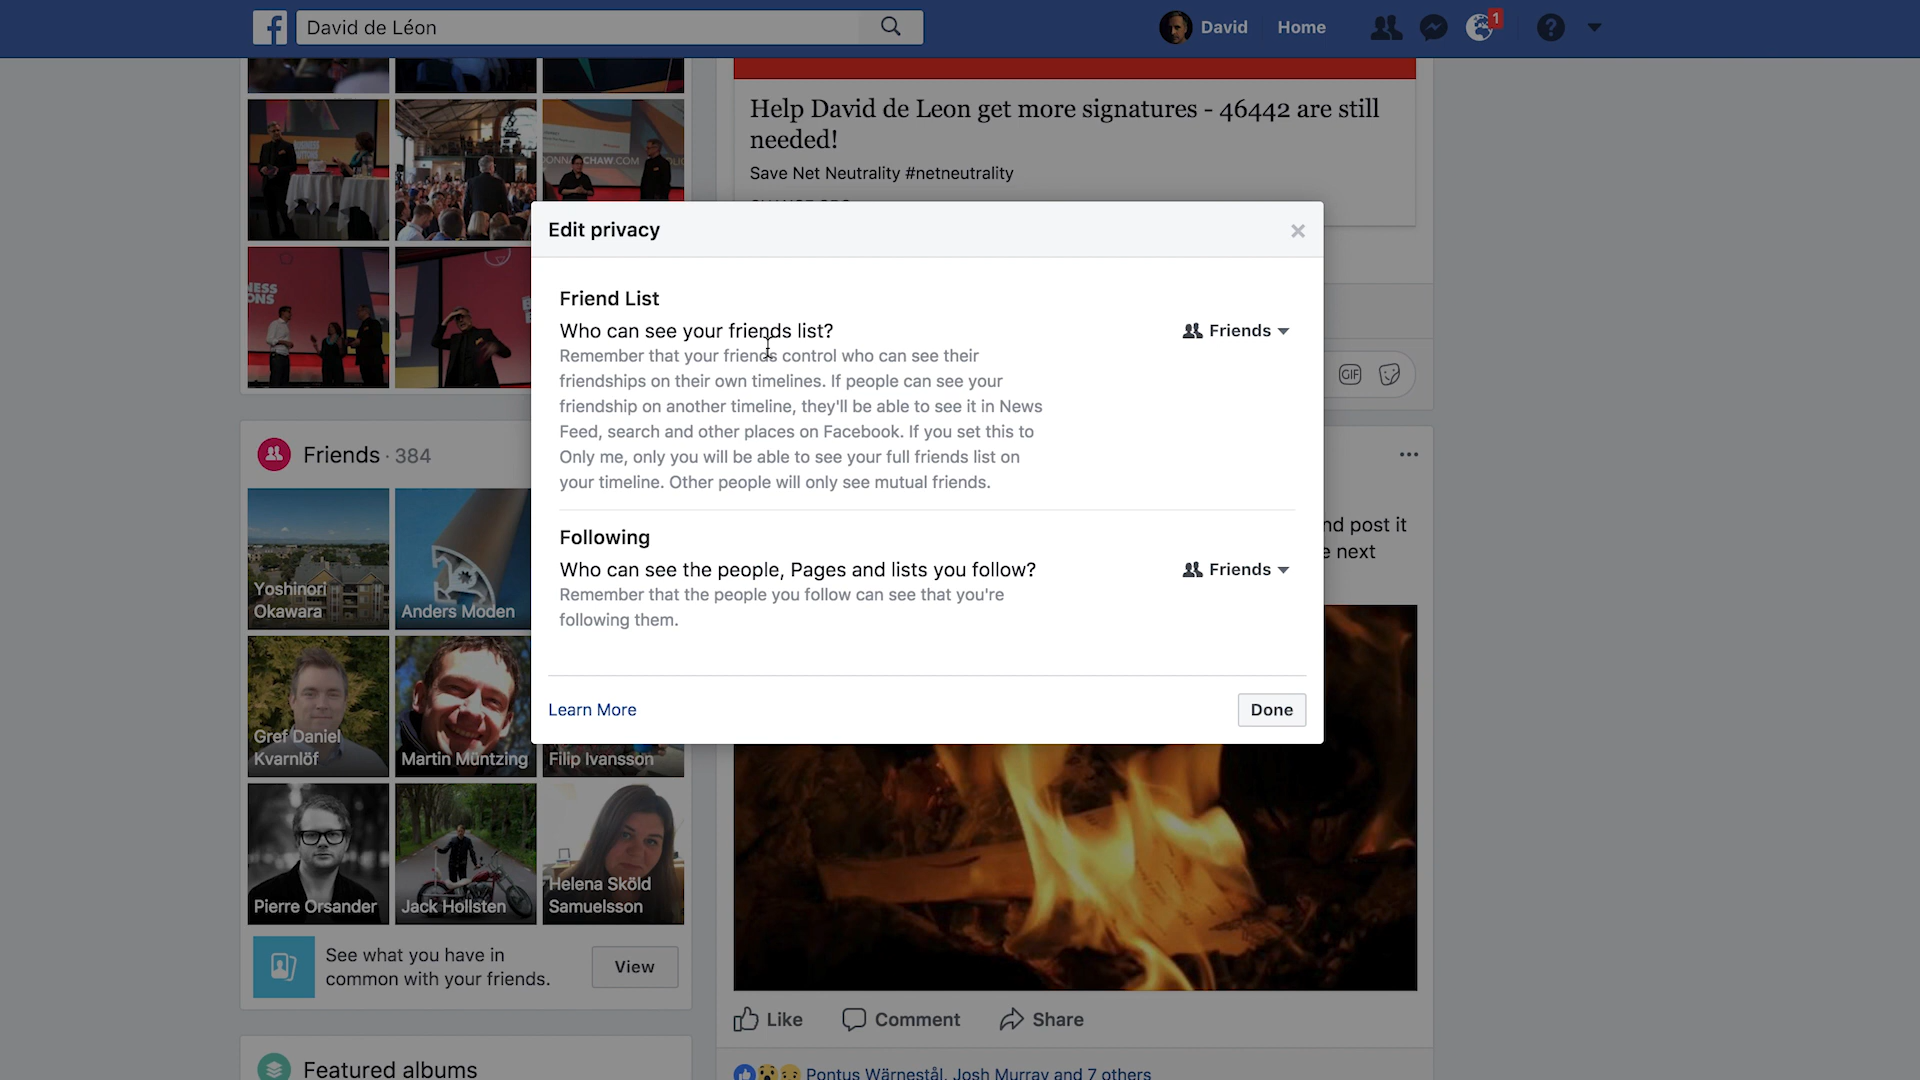 David de Léon
David
Home
1
Help David de Leon get more signatures - 46442 are still
needed!
Save Net Neutrality #netneutrality
Edit privacy
Friend List
Who can see your friends list?
Friends
Remember that your friends control who can see their
friendships on their own timelines. If people can see your
friendship on another timeline, they'll be able to see it in News
Feed, search and other places on Facebook. If you set this to
Only me, only you will be able to see your full friends list on
your timeline. Other people will only see mutual friends.
Following
Who can see the people, Pages and lists you follow?
Friends
Remember that the people you follow can see that you're
following them.
Learn More
Done
GIF
Friends · 384
nd post it
e next
Yoshinori
Okawara
Anders Moden
Gref Daniel
Kvarnlöf
Martin Müntzing
Filip Ivansson
Pierre Orsander
Jack Hollsten
Helena Sköld
Samuelsson
See what you have in
common with your friends.
View
Featured albums
Like
Comment
Share
Pontus Wärnestål, Josh Murray and 7 others